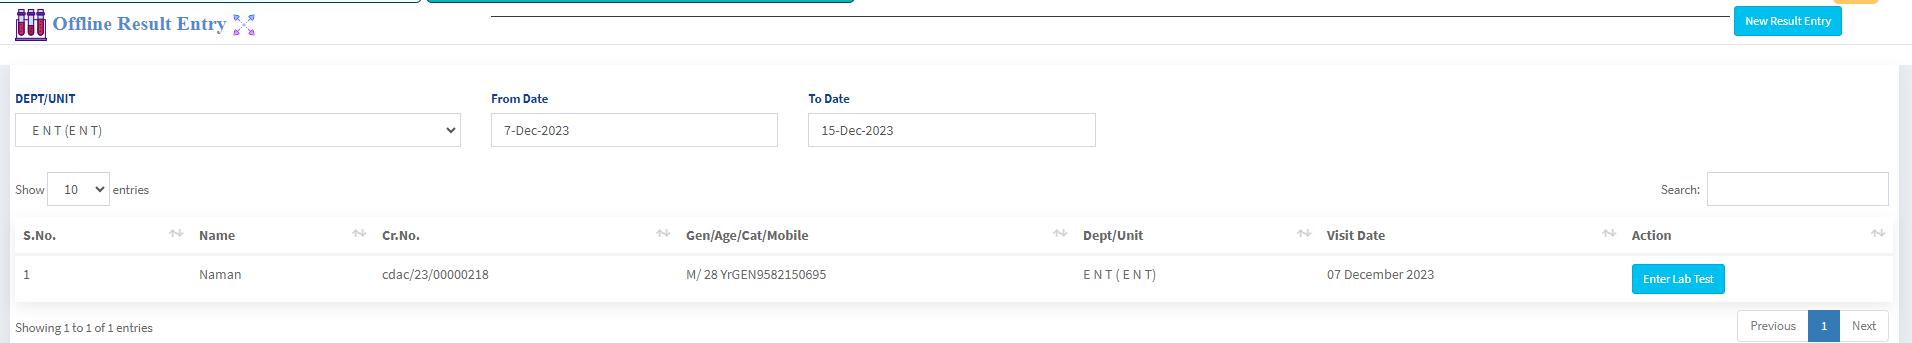 Offline Result Entry
New Result Entry
DEPT/UNIT From Date To Date
E N T (E N T) 7-Dec-2023 15-Dec-2023
Show 10 entries Search:
S.No. Name Cr.No. Gen/Age/Cat/Mobile Dept/Unit Visit Date Action
1 Naman cdac/23/00000218 M/ 28 YrGEN9582150695 E N T ( E N T) 07 December 2023 Enter Lab Test
Showing 1 to 1 of 1 entries Previous 1 Next